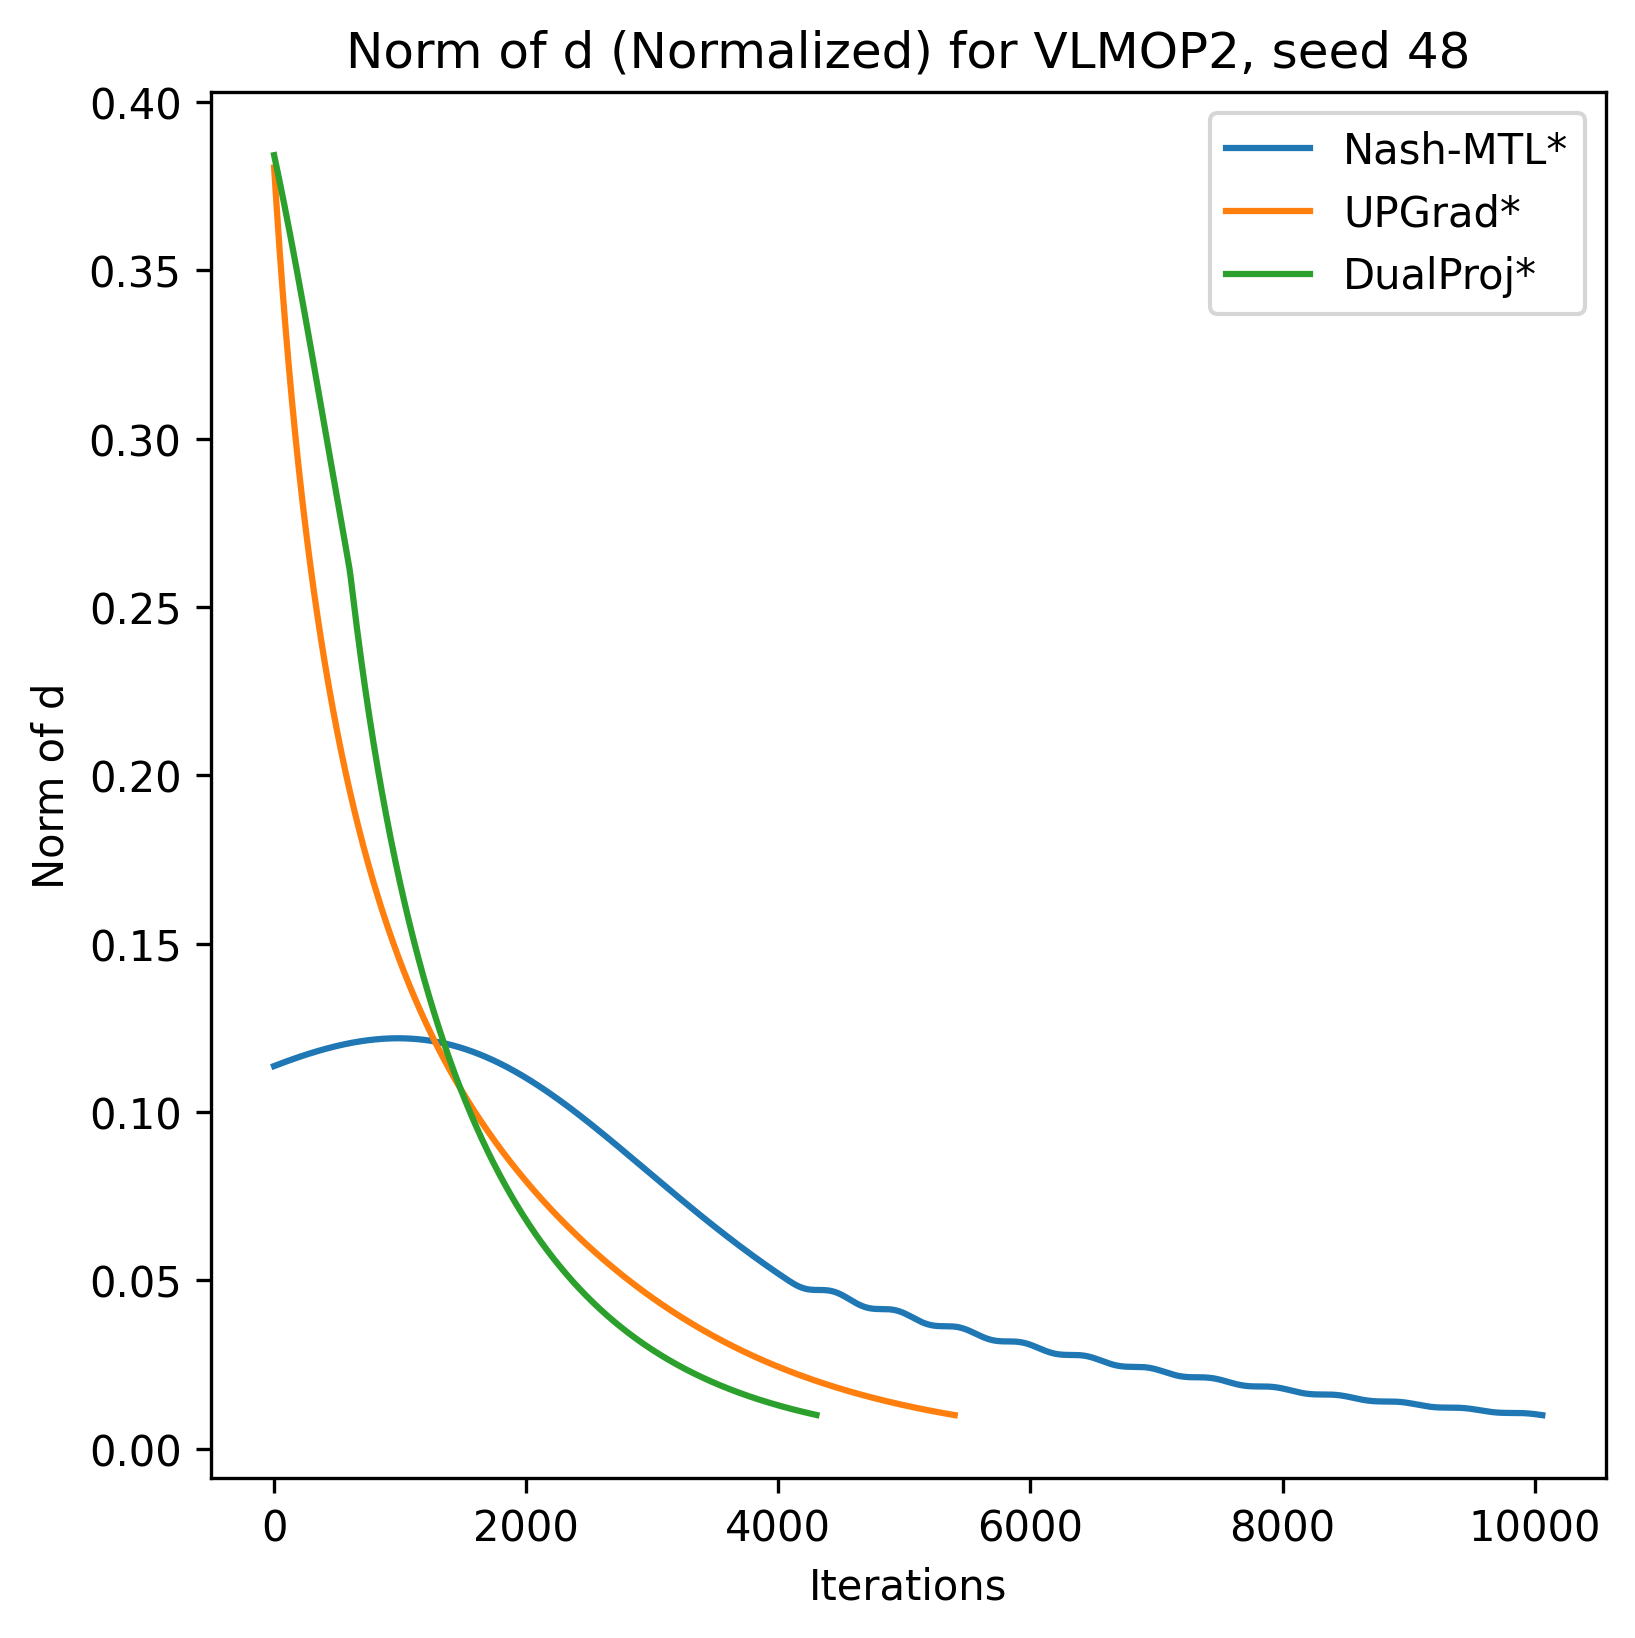 Norm of d (Normalized) for VLMOP2, seed 48
Nash-MTL*
UPGrad*
DualProj*
Norm of d
0.40
0.35
0.30
0.25
0.20
0.15
0.10
0.05
0.00
0 2000 4000 6000 8000 10000
Iterations